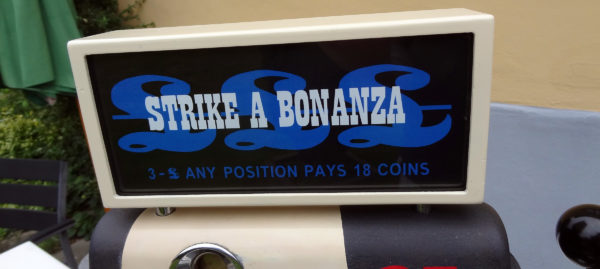 £££
STRIKE A BONANZA
3-£ ANY POSITION PAYS 18 COINS